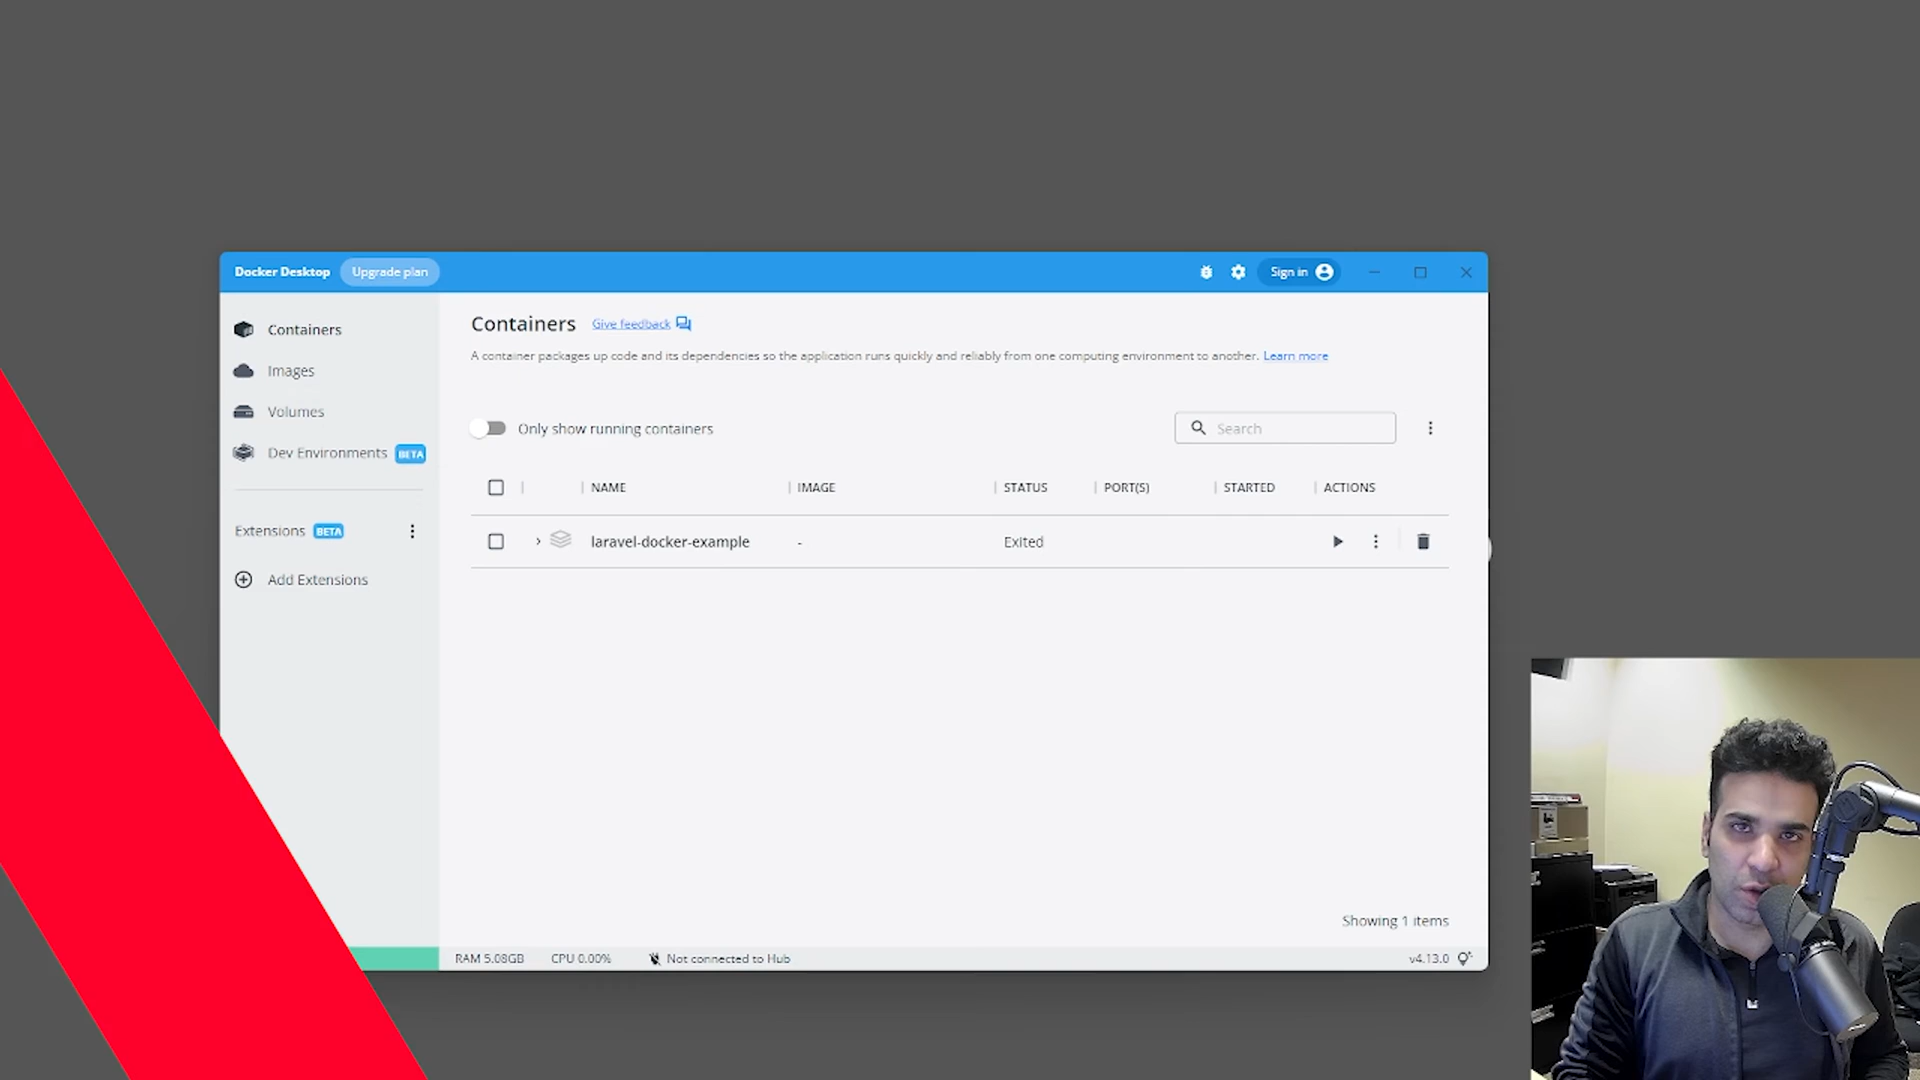 Docker Desktop Upgrade plan Sign in
Containers
Images
Volumes
Dev Environments BETA
Extensions BETA
Add Extensions
Containers Give feedback
A container packages up code and its dependencies so the application runs quickly and reliably from one computing environment to another. Learn more
Only show running containers Search
NAME IMAGE STATUS PORT(S) STARTED ACTIONS
laravel-docker-example - Exited
Showing 1 items
RAM 5.08GB CPU 0.00% Not connected to Hub v4.13.0